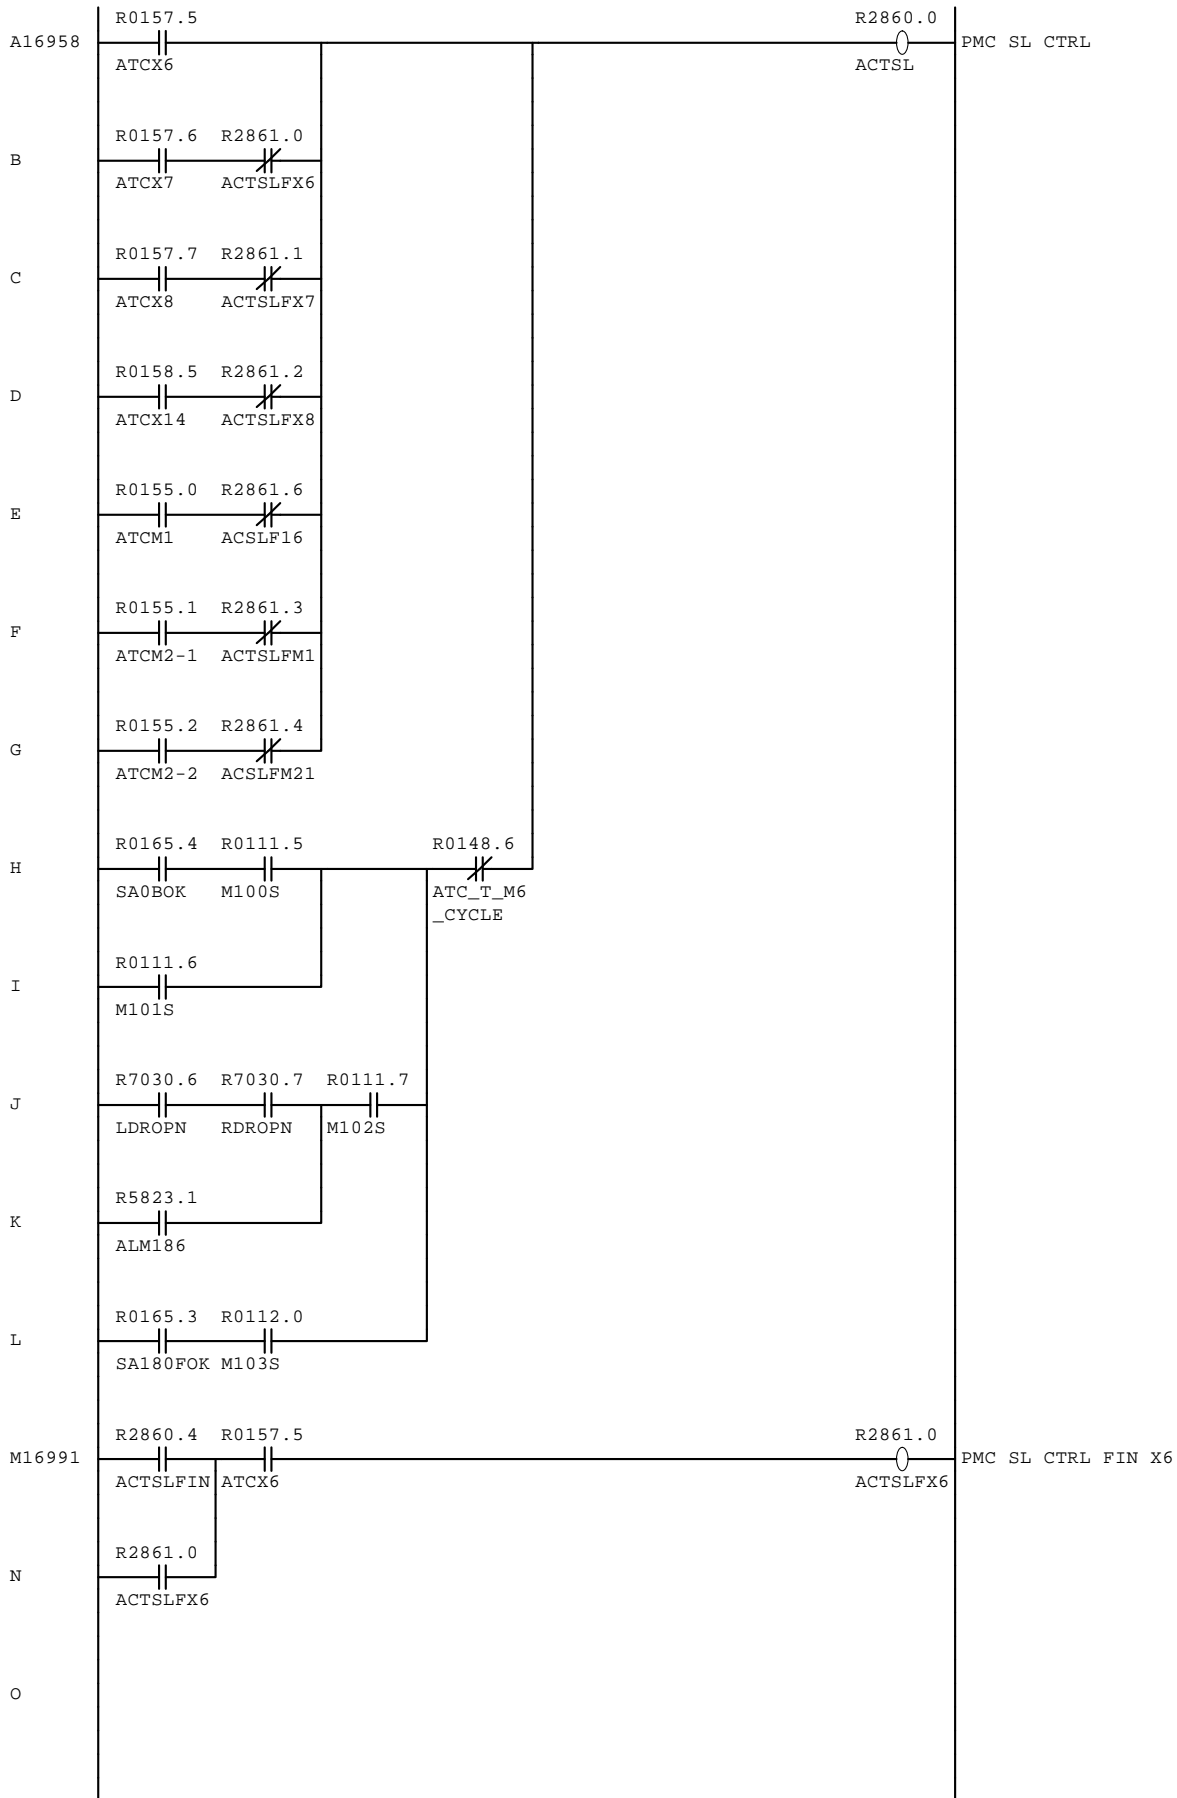 R0157.5 R2860.0
A16958 PMC SL CTRL
ATCX6 ACTSL
R0157.6 R2861.0
B
ATCX7 ACTSLFX6
R0157.7 R2861.1
C
ATCX8 ACTSLFX7
R0158.5 R2861.2
D
ATCX14 ACTSLFX8
R0155.0 R2861.6
E
ATCM1 ACSLF16
R0155.1 R2861.3
F
ATCM2-1 ACTSLFM1
R0155.2 R2861.4
G
ATCM2-2 ACSLFM21
R0165.4 R0111.5 R0148.6
H
SA0BOK M100S ATC_T_M6
_CYCLE
R0111.6
I
M101S
R7030.6 R7030.7 R0111.7
J
LDROPN RDROPN M102S
R5823.1
K
ALM186
R0165.3 R0112.0
L
SA180FOK M103S
R2860.4 R0157.5 R2861.0
M16991 PMC SL CTRL FIN X6
ACTSLFIN ATCX6 ACTSLFX6
R2861.0
N
ACTSLFX6
O